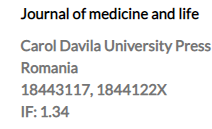 Journal of medicine and life
Carol Davila University Press
Romania
18443117, 1844122X
IF: 1.34